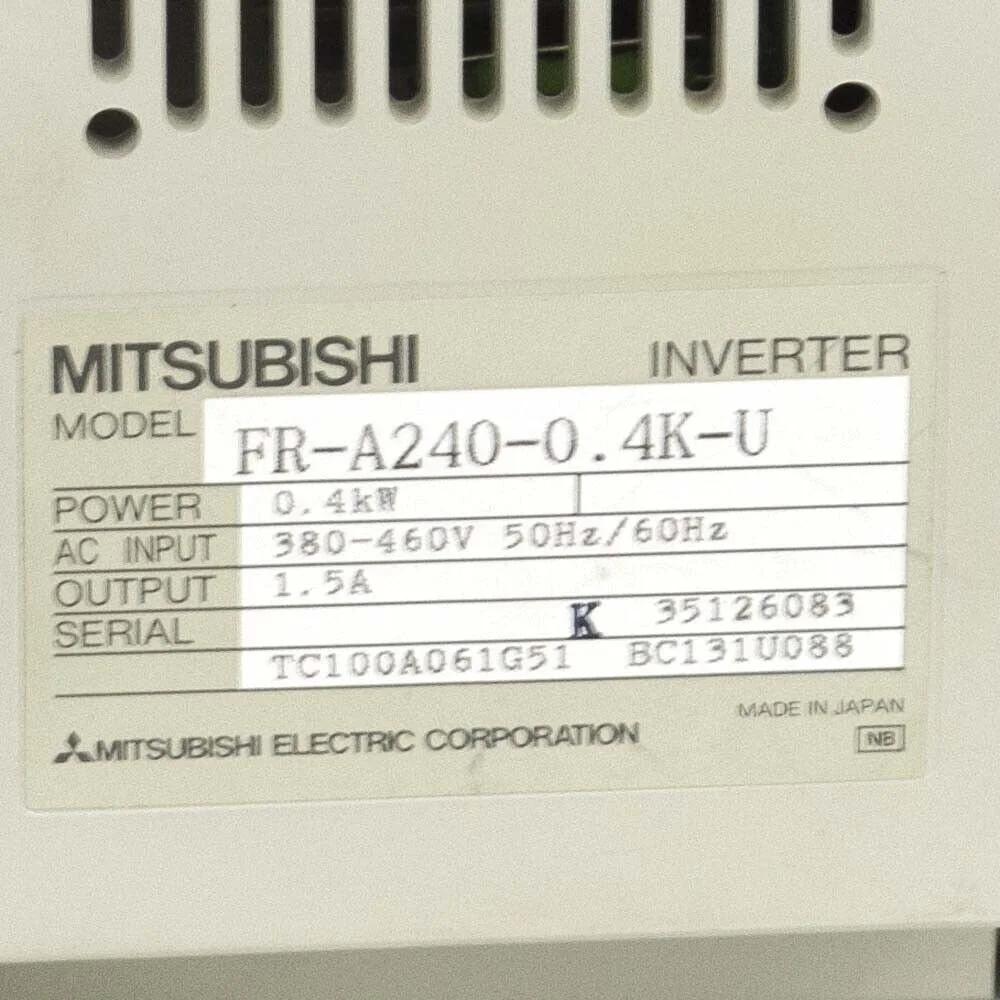 MITSUBISHI INVERTER
MODEL FR-A240-0.4K-U
POWER 0.4kW
AC INPUT 380-460V 50Hz/60Hz
OUTPUT 1.5A
SERIAL K 35126083
TC100A061G51 BC131U088
MITSUBISHI ELECTRIC CORPORATION MADE IN JAPAN
NB